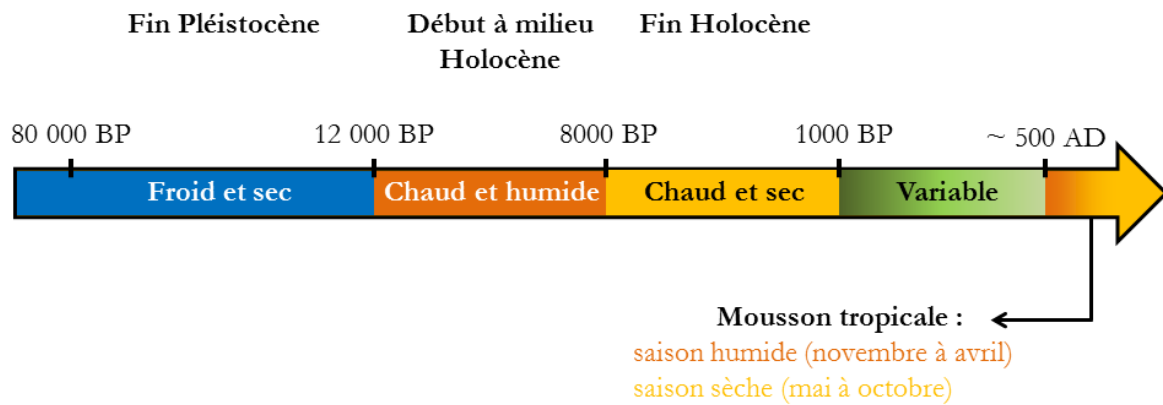 Fin Pléistocène
Début à milieu
Holocène
Fin Holocène
80 000 BP
12 000 BP
8000 BP
1000 BP
~ 500 AD
Froid et sec
Chaud et humide
Chaud et sec
Variable
Mousson tropicale :
saison humide (novembre à avril)
saison sèche (mai à octobre)